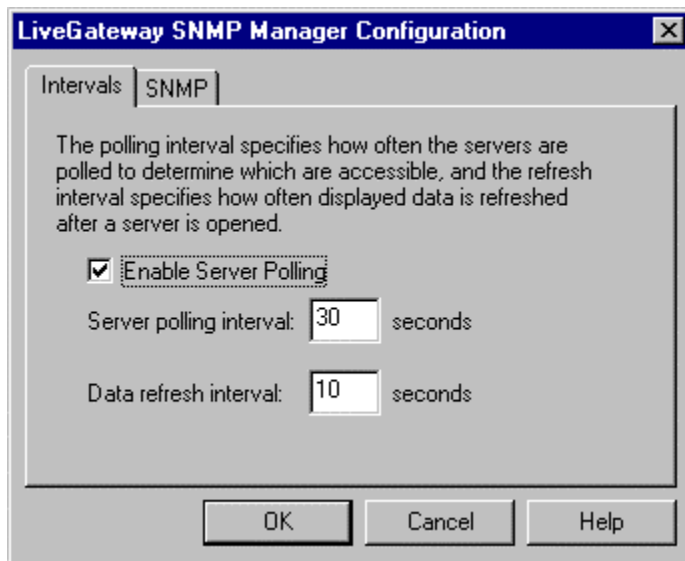 LiveGateway SNMP Manager Configuration
Intervals SNMP
The polling interval specifies how often the servers are
polled to determine which are accessible, and the refresh
interval specifies how often displayed data is refreshed
after a server is opened.
Enable Server Polling
Server polling interval: 30 seconds
Data refresh interval: 10 seconds
OK Cancel Help